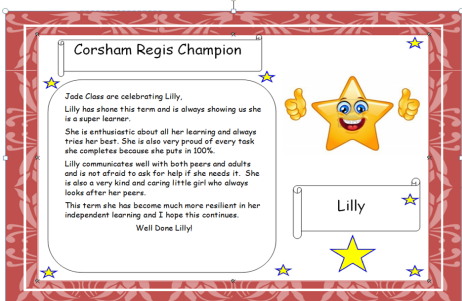 Corsham Regis Champion
Jade Class are celebrating Lilly,
Lilly has shone this term and is always showing us she
is a super learner.
She is enthusiastic about all her learning and always
tries her best. She is also very proud of every task
she completes because she puts in 100%.
Lilly communicates well with both peers and adults
and is not afraid to ask for help if she needs it. She
is also a very kind and caring little girl who always
looks after her peers.
This term she has become much more resilient in her
independent learning and I hope this continues.
Well Done Lilly!
Lilly